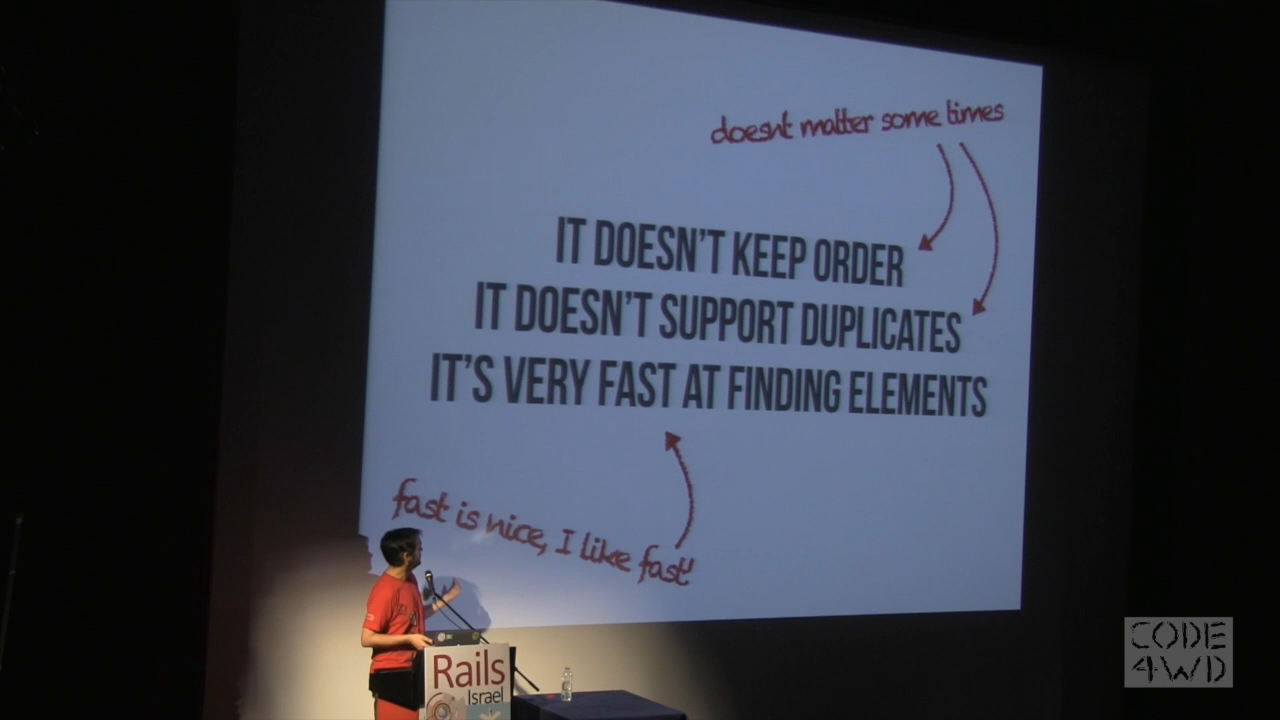 doesnt matter some times
IT DOESN'T KEEP ORDER
IT DOESN'T SUPPORT DUPLICATES
IT'S VERY FAST AT FINDING ELEMENTS
fast is nice, I like fast
Rails
Israel
CODE
4WD